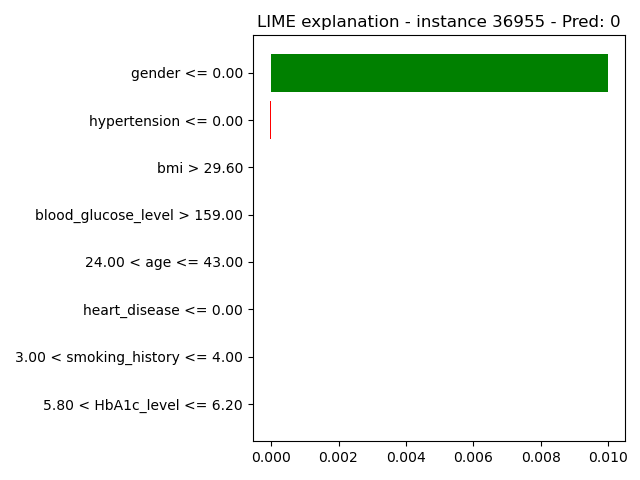 LIME explanation - instance 36955 - Pred: 0
gender <= 0.00
hypertension <= 0.00
bmi > 29.60
blood_glucose_level > 159.00
24.00 < age <= 43.00
heart_disease <= 0.00
3.00 < smoking_history <= 4.00
5.80 < HbA1c_level <= 6.20
0.000 0.002 0.004 0.006 0.008 0.010